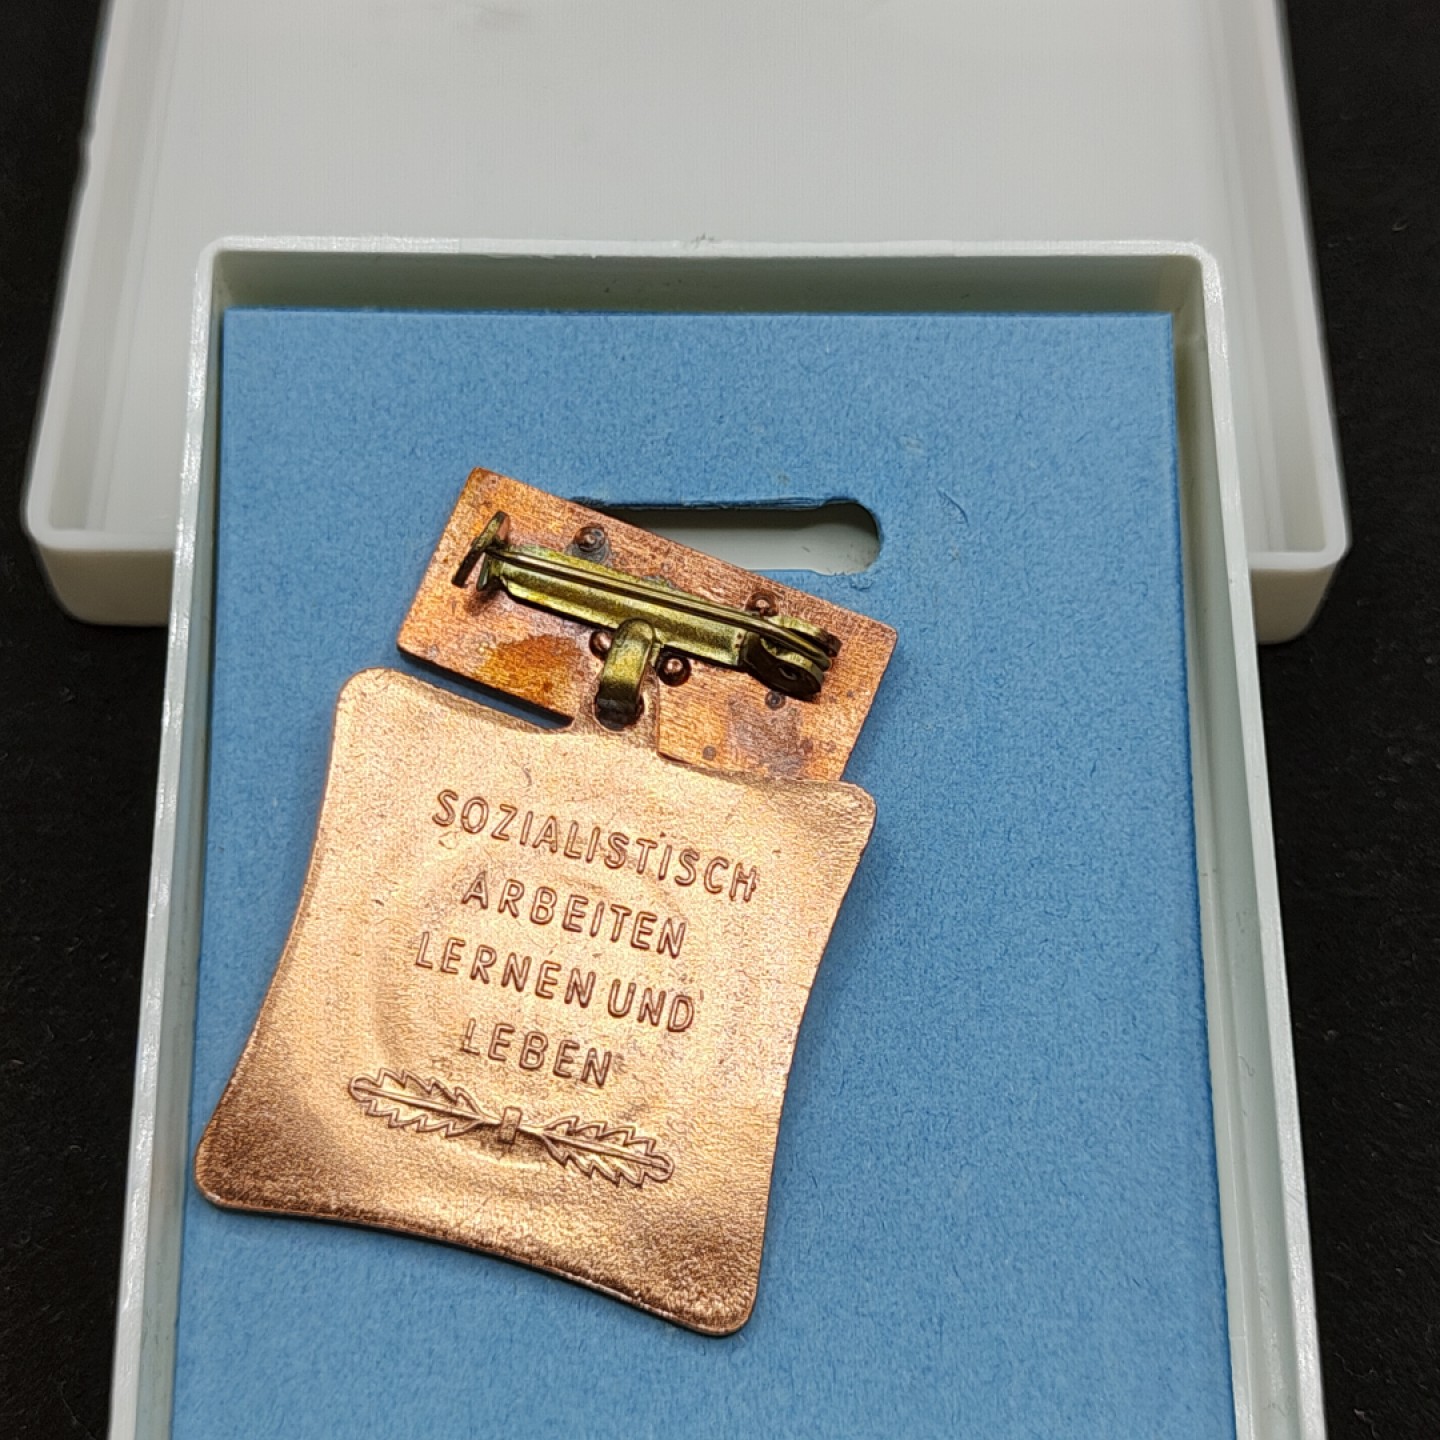 SOZIALISTISCH
ARBEITEN
LERNEN UND
LEBEN